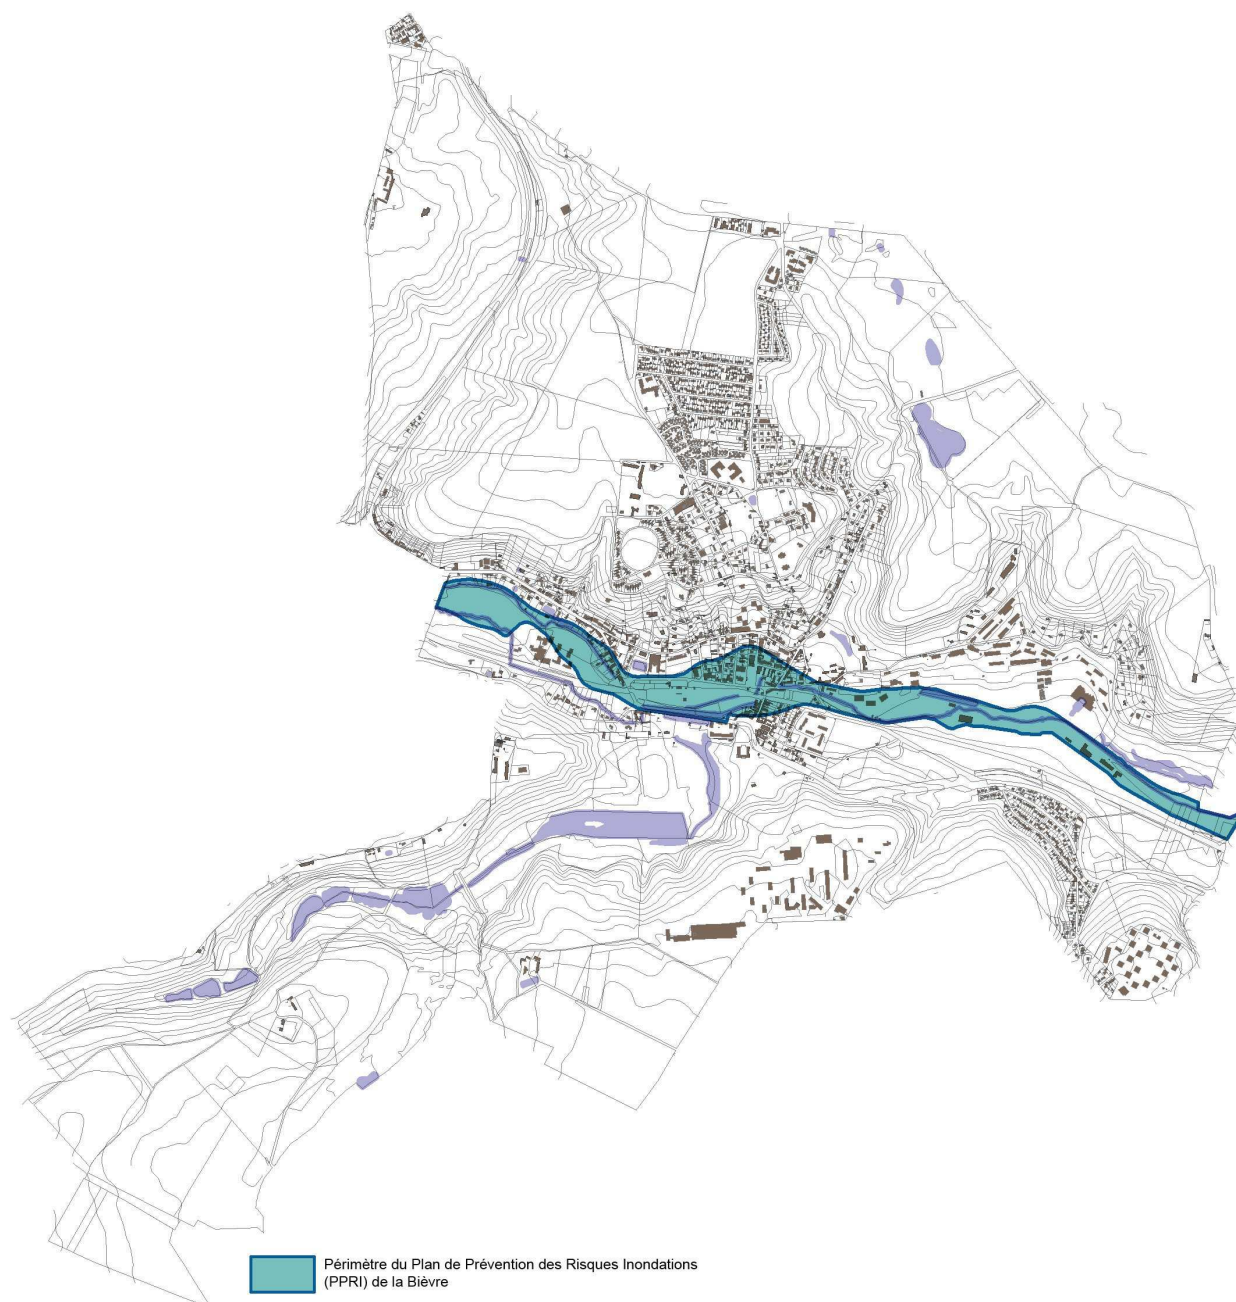 Périmètre du Plan de Prévention des Risques Inondations
(PPRI) de la Bièvre